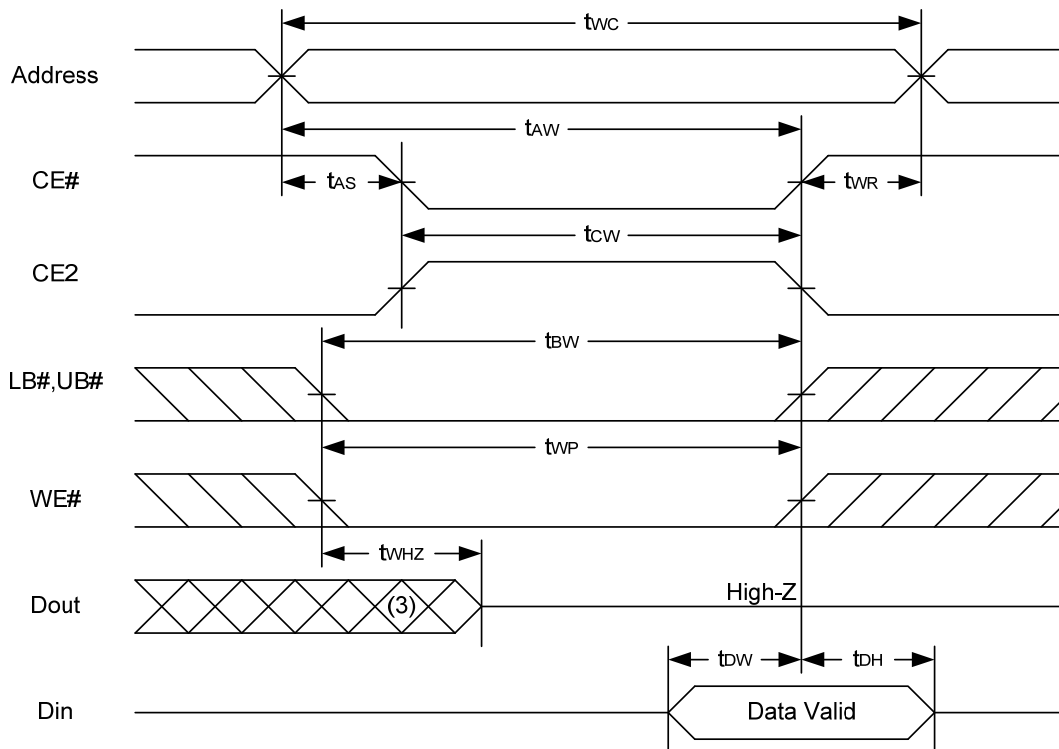 tWC
Address
tAW
CE#
tAS
tWR
tCW
CE2
tBW
LB#,UB#
tWP
WE#
tWHZ
Dout
(3)
High-Z
tDW
tDH
Din
Data Valid